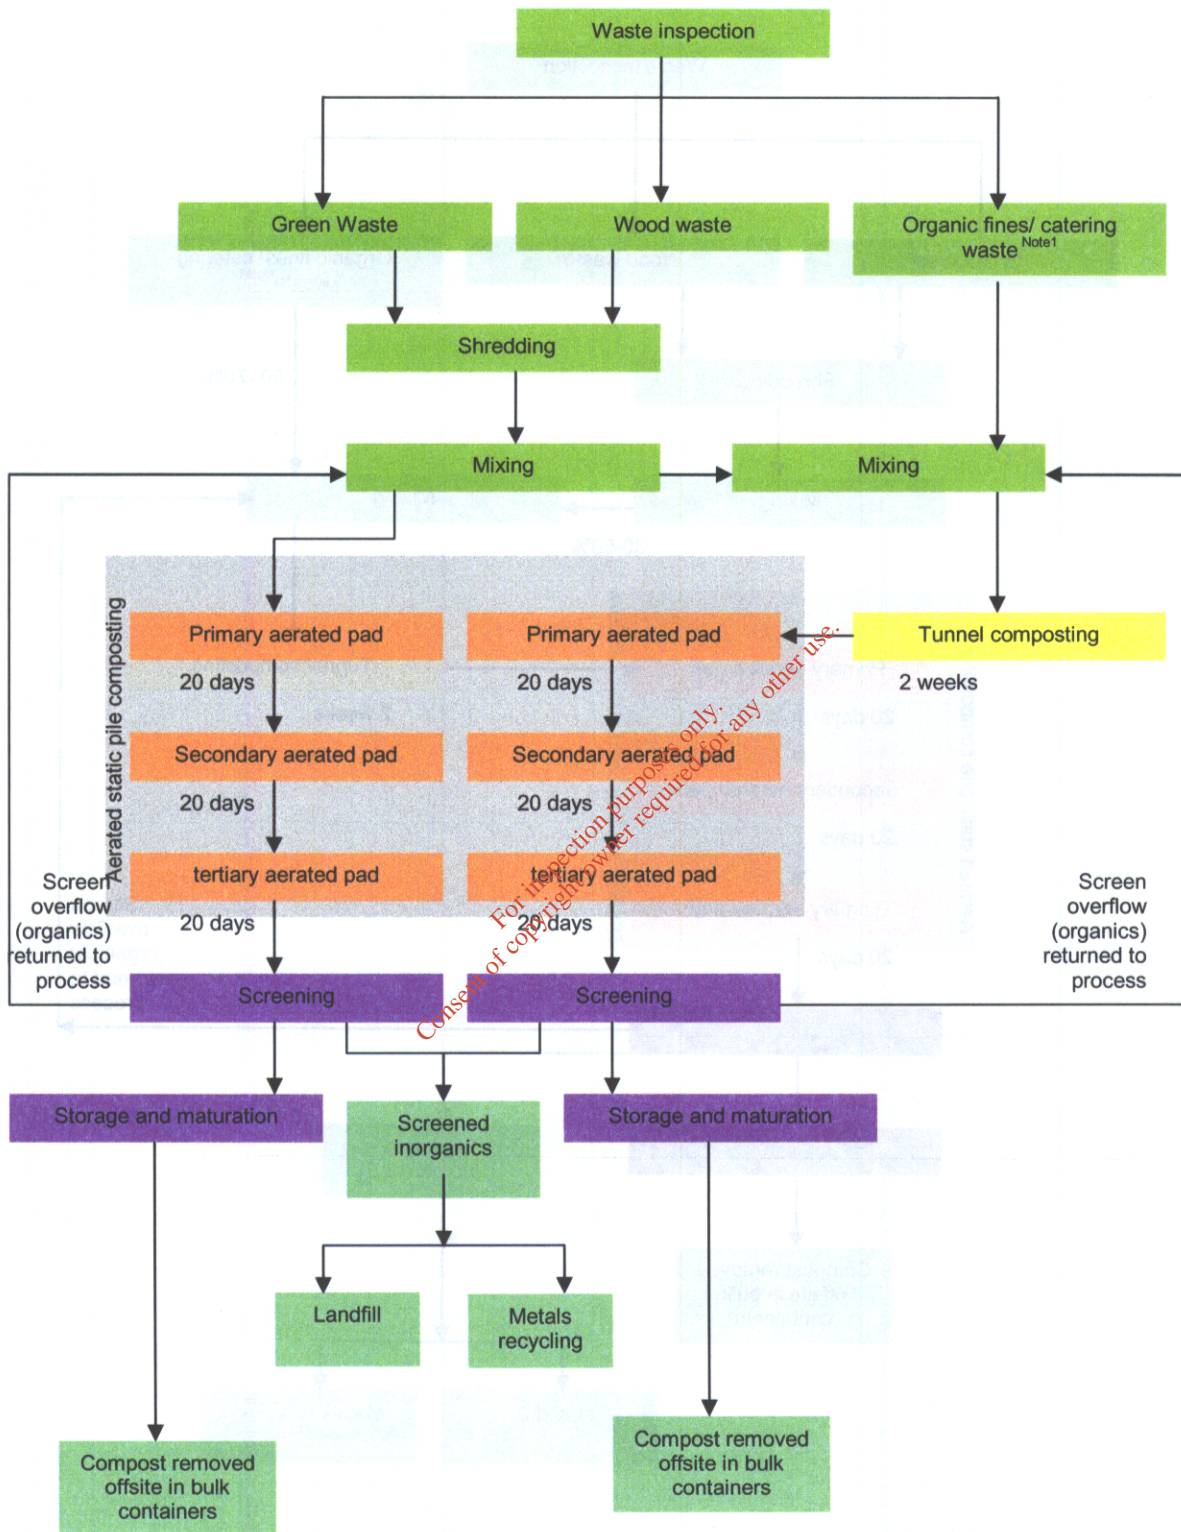 Waste inspection
Green Waste
Wood waste
Organic fines/ catering
waste Note1
Shredding
Mixing
Mixing
Aerated static pile composting
Primary aerated pad
Primary aerated pad
Tunnel composting
20 days
20 days
2 weeks
Secondary aerated pad
Secondary aerated pad
20 days
20 days
tertiary aerated pad
tertiary aerated pad
20 days
20 days
Screen
overflow
(organics)
returned to
process
Screen
overflow
(organics)
returned to
process
Screening
Screening
For inspection purposes only.
Consent of copyright owner required for any other use.
Storage and maturation
Screened
inorganics
Storage and maturation
Landfill
Metals
recycling
Compost removed
offsite in bulk
containers
Compost removed
offsite in bulk
containers